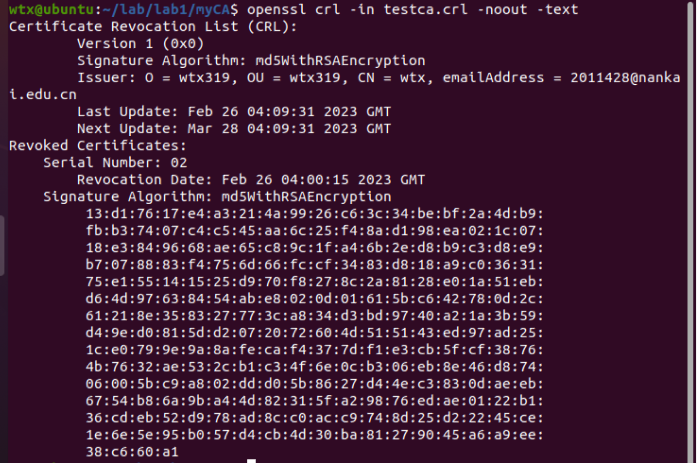 wtx@ubuntu:~/lab/lab1/myCA$ openssl crl -in testca.crl -noout -text
Certificate Revocation List (CRL):
        Version 1 (0x0)
        Signature Algorithm: md5WithRSAEncryption
        Issuer: O = wtx319, OU = wtx319, CN = wtx, emailAddress = 2011428@nanka
i.edu.cn
        Last Update: Feb 26 04:09:31 2023 GMT
        Next Update: Mar 28 04:09:31 2023 GMT
Revoked Certificates:
    Serial Number: 02
        Revocation Date: Feb 26 04:00:15 2023 GMT
    Signature Algorithm: md5WithRSAEncryption
         13:d1:76:17:e4:a3:21:4a:99:26:c6:3c:34:be:bf:2a:4d:b9:
         fb:b3:74:07:c4:c5:45:aa:6c:25:f4:8a:d1:98:ea:02:1c:07:
         18:e3:84:96:68:ae:65:c8:9c:1f:a4:6b:2e:d8:b9:c3:d8:e9:
         b7:07:88:83:f4:75:6d:66:fc:cf:34:83:d8:18:a9:c0:36:31:
         75:e1:55:14:15:25:d9:70:f8:27:8c:2a:81:28:e0:1a:51:eb:
         d6:4d:97:63:84:54:ab:e8:02:0d:01:61:5b:c6:42:78:0d:2c:
         61:21:8e:35:83:27:77:3c:a8:34:d3:bd:97:40:a2:1a:3b:59:
         d4:9e:d0:81:5d:d2:07:20:72:60:4d:51:51:43:ed:97:ad:25:
         1c:e0:79:9e:9a:8a:fe:ca:f4:37:7d:f1:e3:cb:5f:cf:38:76:
         4b:76:32:ae:53:2c:b1:c3:4f:6e:0c:b3:06:eb:8e:46:d8:74:
         06:00:5b:c9:a8:02:dd:d0:5b:86:27:d4:4e:c3:83:0d:ae:eb:
         67:54:b8:6a:9b:a4:4d:82:31:5f:a2:98:76:ed:ae:01:22:b1:
         36:cd:eb:52:d9:78:ad:8c:c0:ac:c9:74:8d:25:d2:22:45:ce:
         1e:6e:5e:95:b0:57:d4:cb:4d:30:ba:81:27:90:45:a6:a9:ee:
         38:c6:60:a1